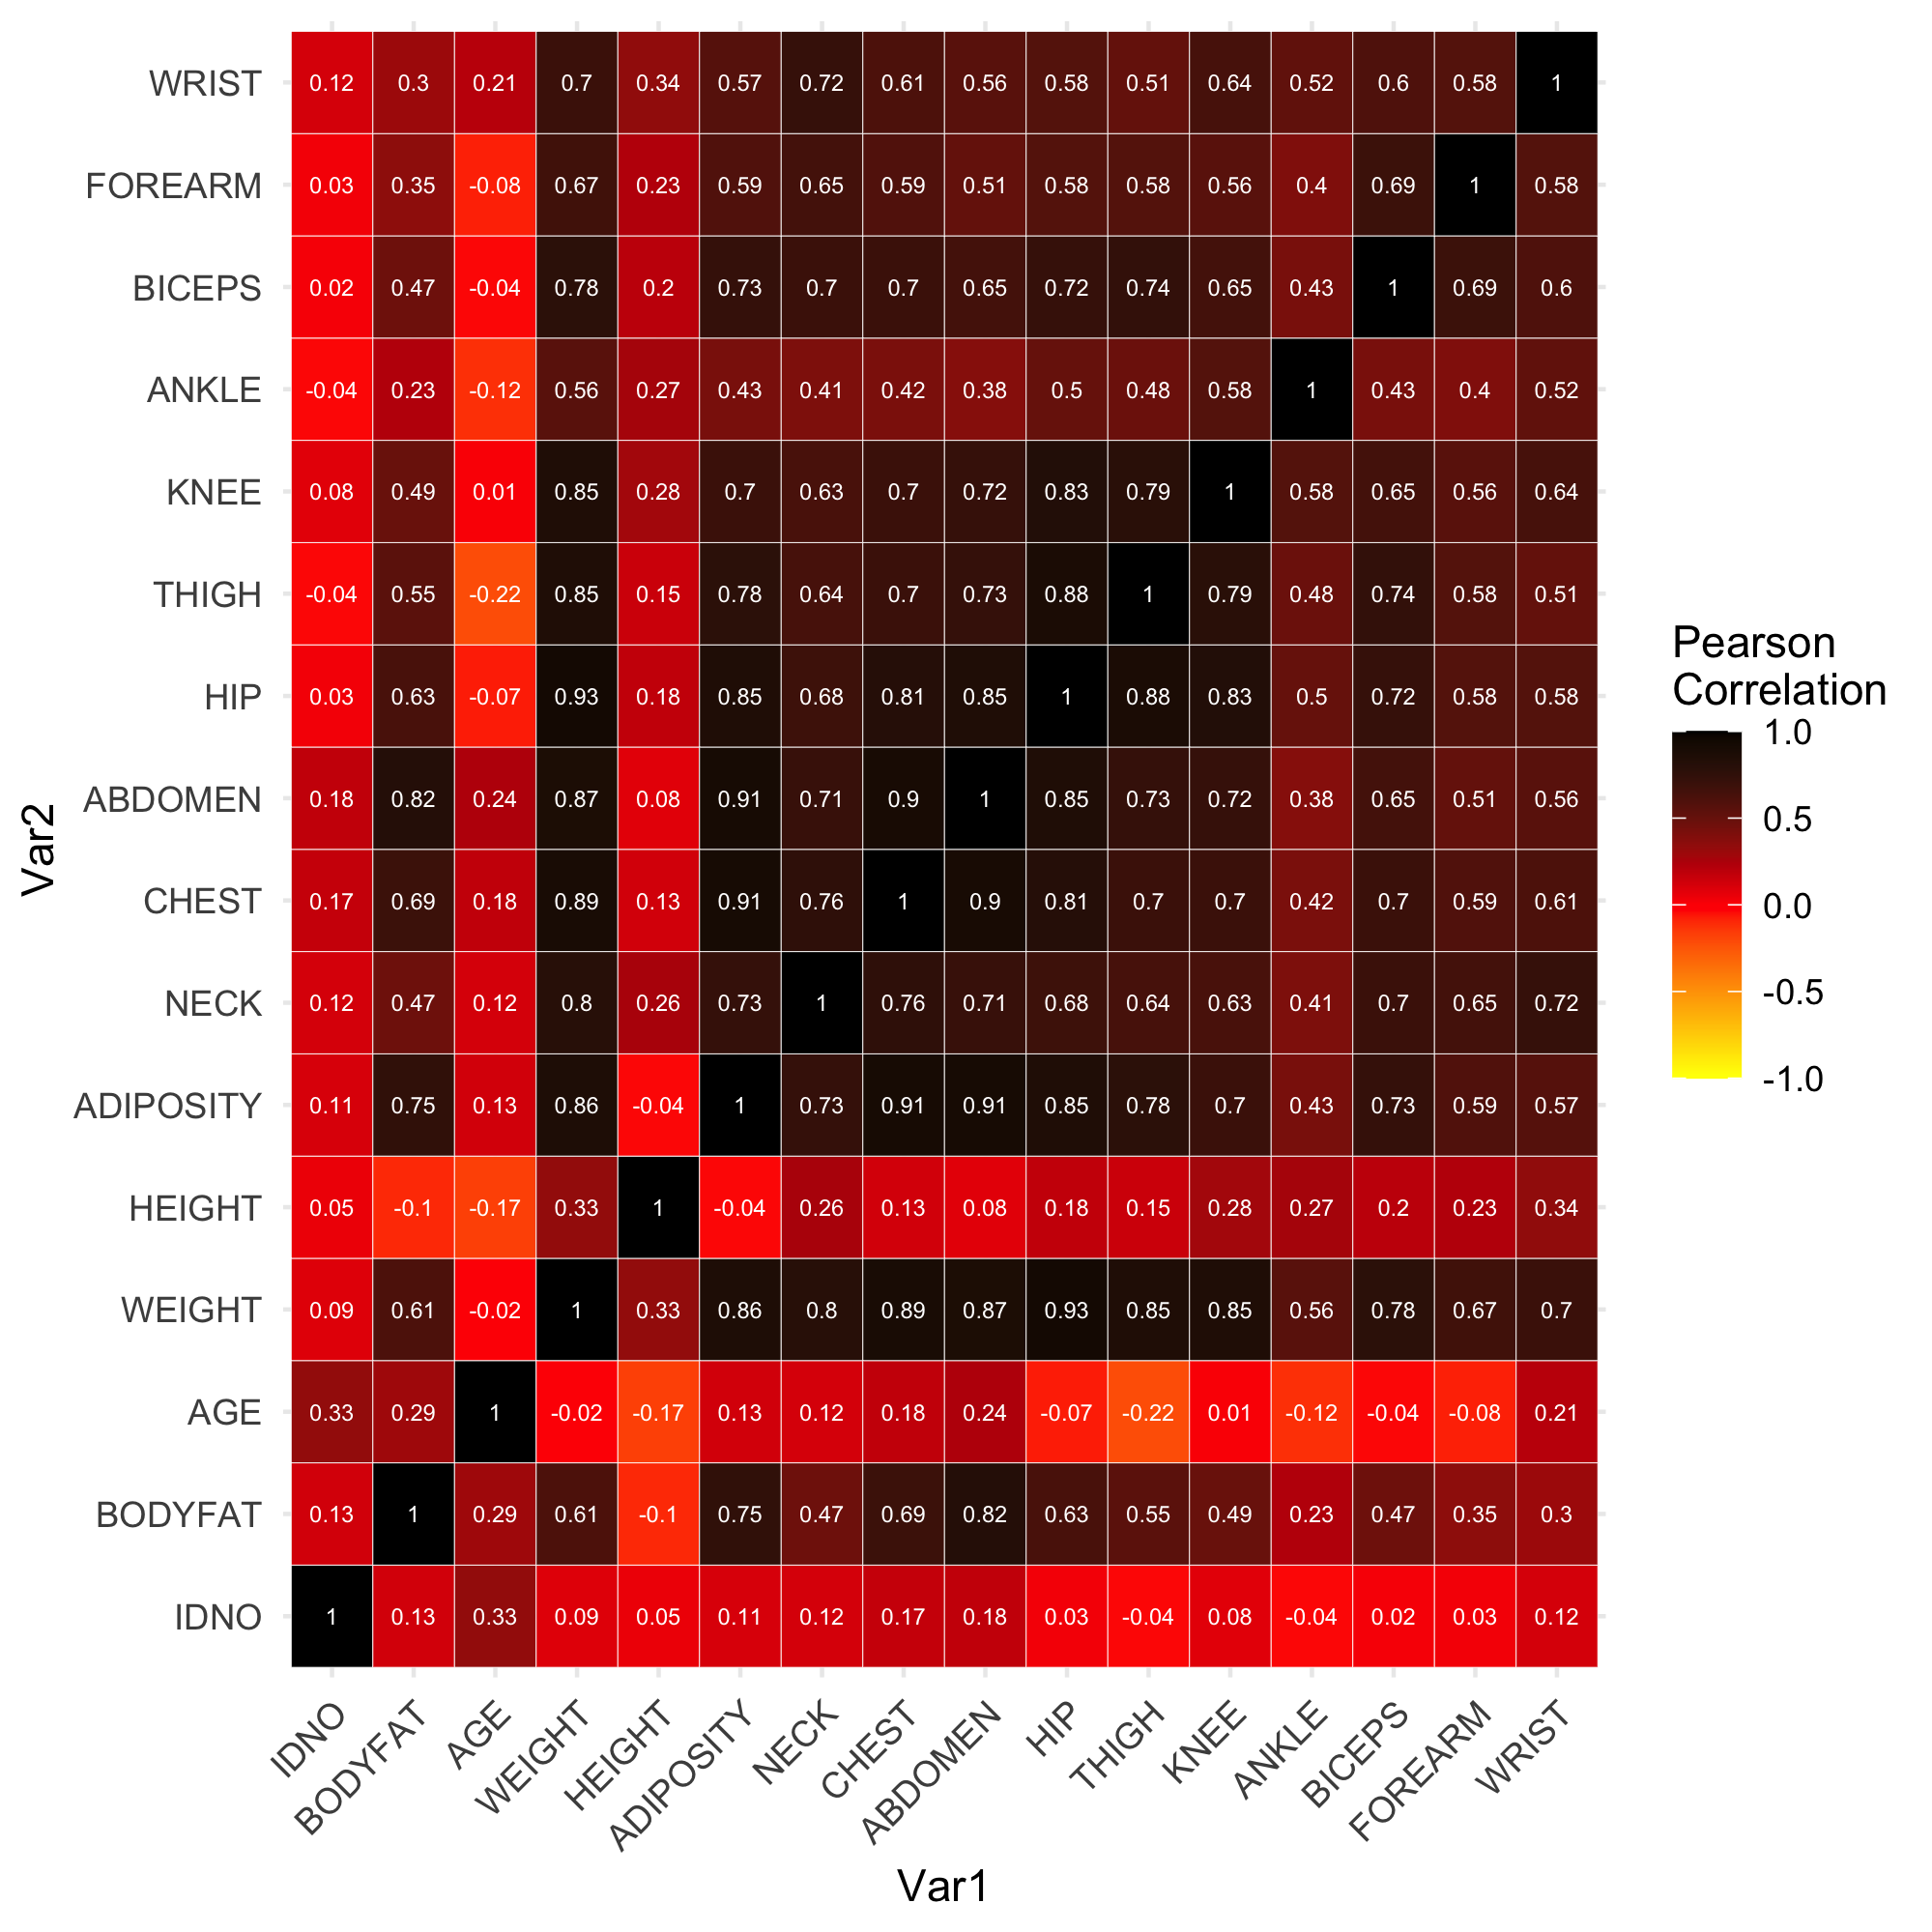 WRIST 0.12 0.3 0.21 0.7 0.34 0.57 0.72 0.61 0.56 0.58 0.51 0.64 0.52 0.6 0.58 1
FOREARM 0.03 0.35 -0.08 0.67 0.23 0.59 0.65 0.59 0.51 0.58 0.58 0.56 0.4 0.69 1 0.58
BICEPS 0.02 0.47 -0.04 0.78 0.2 0.73 0.7 0.7 0.65 0.72 0.74 0.65 0.43 1 0.69 0.6
ANKLE -0.04 0.23 -0.12 0.56 0.27 0.43 0.41 0.42 0.38 0.5 0.48 0.58 1 0.43 0.4 0.52
KNEE 0.08 0.49 0.01 0.85 0.28 0.7 0.63 0.7 0.72 0.83 0.79 1 0.58 0.65 0.56 0.64
THIGH -0.04 0.55 -0.22 0.85 0.15 0.78 0.64 0.7 0.73 0.88 1 0.79 0.48 0.74 0.58 0.51
HIP 0.03 0.63 -0.07 0.93 0.18 0.85 0.68 0.81 0.85 1 0.88 0.83 0.5 0.72 0.58 0.58
ABDOMEN 0.18 0.82 0.24 0.87 0.08 0.91 0.71 0.9 1 0.85 0.73 0.72 0.38 0.65 0.51 0.56
CHEST 0.17 0.69 0.18 0.89 0.13 0.91 0.76 1 0.9 0.81 0.7 0.7 0.42 0.7 0.59 0.61
NECK 0.12 0.47 0.12 0.8 0.26 0.73 1 0.76 0.71 0.68 0.64 0.63 0.41 0.7 0.65 0.72
ADIPOSITY 0.11 0.75 0.13 0.86 -0.04 1 0.73 0.91 0.91 0.85 0.78 0.7 0.43 0.73 0.59 0.57
HEIGHT 0.05 -0.1 -0.17 0.33 1 -0.04 0.26 0.13 0.08 0.18 0.15 0.28 0.27 0.2 0.23 0.34
WEIGHT 0.09 0.61 -0.02 1 0.33 0.86 0.8 0.89 0.87 0.93 0.85 0.85 0.56 0.78 0.67 0.7
AGE 0.33 0.29 1 -0.02 -0.17 0.13 0.12 0.18 0.24 -0.07 -0.22 0.01 -0.12 -0.04 -0.08 0.21
BODYFAT 0.13 1 0.29 0.61 -0.1 0.75 0.47 0.69 0.82 0.63 0.55 0.49 0.23 0.47 0.35 0.3
IDNO 1 0.13 0.33 0.09 0.05 0.11 0.12 0.17 0.18 0.03 -0.04 0.08 -0.04 0.02 0.03 0.12
IDNO BODYFAT AGE WEIGHT HEIGHT ADIPOSITY NECK CHEST ABDOMEN HIP THIGH KNEE ANKLE BICEPS FOREARM WRIST
Var1
Var2
Pearson
Correlation
1.0
0.5
0.0
-0.5
-1.0